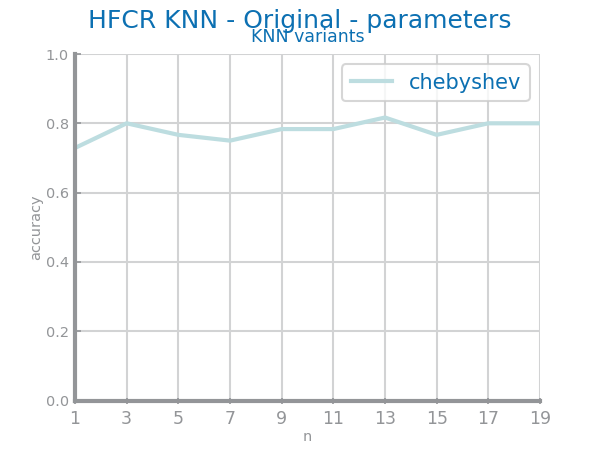 HFCR KNN - Original - parameters
KNN variants
chebyshev
accuracy
1.0
0.8
0.6
0.4
0.2
0.0
1 3 5 7 9 11 13 15 17 19
n